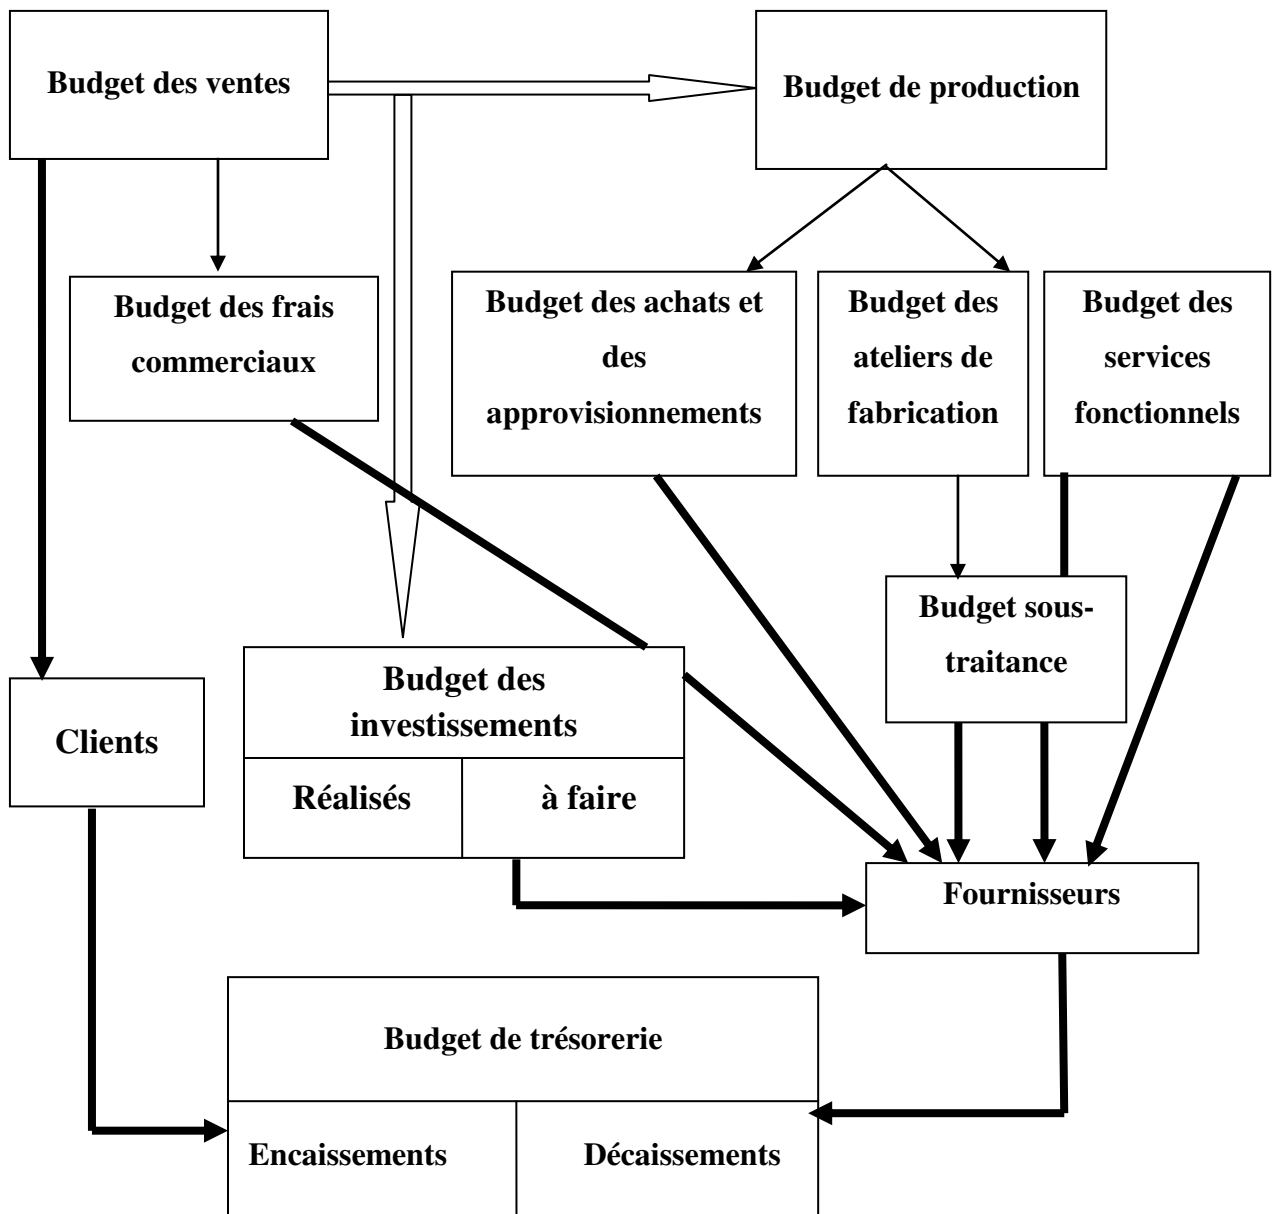 Budget des ventes
Budget de production
Budget des frais
commerciaux
Budget des achats et
des
approvisionnements
Budget des
ateliers de
fabrication
Budget des
services
fonctionnels
Budget sous-
traitance
Budget des
investissements
Réalisés
à faire
Clients
Fournisseurs
Budget de trésorerie
Encaissements
Décaissements